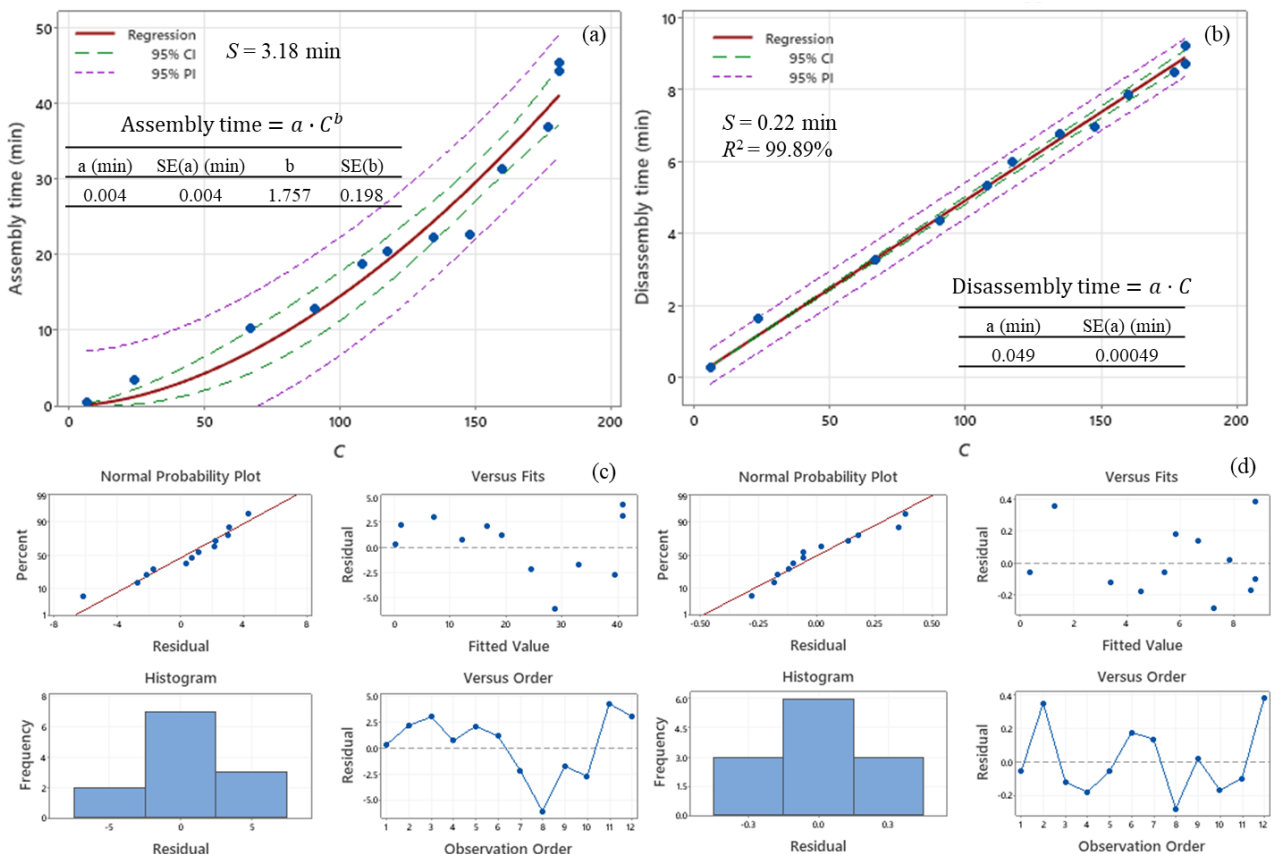 (a)
Regression
95% CI
95% PI
S = 3.18 min
Assembly time = a · C^b
a (min) SE(a) (min) b SE(b)
0.004 0.004 1.757 0.198
Assembly time (min)
50
40
30
20
10
0
0 50 100 150 200
C
(b)
Regression
95% CI
95% PI
S = 0.22 min
R² = 99.89%
Disassembly time = a · C
a (min) SE(a) (min)
0.049 0.00049
Disassembly time (min)
10
8
6
4
2
0
0 50 100 150 200
C
(c)
Normal Probability Plot
Percent
99
90
50
10
1
-8 -4 0 4 8
Residual
Versus Fits
Residual
5.0
2.5
0.0
-2.5
-5.0
0 10 20 30 40
Fitted Value
Histogram
Frequency
8
6
4
2
0
-5 0 5
Residual
Versus Order
Residual
5.0
2.5
0.0
-2.5
-5.0
1 2 3 4 5 6 7 8 9 10 11 12
Observation Order
(d)
Normal Probability Plot
Percent
99
90
50
10
1
-0.50 -0.25 0.00 0.25 0.50
Residual
Versus Fits
Residual
0.4
0.2
0.0
-0.2
0 2 4 6 8
Fitted Value
Histogram
Frequency
6.0
4.5
3.0
1.5
0.0
-0.3 0.0 0.3
Residual
Versus Order
Residual
0.4
0.2
0.0
-0.2
1 2 3 4 5 6 7 8 9 10 11 12
Observation Order